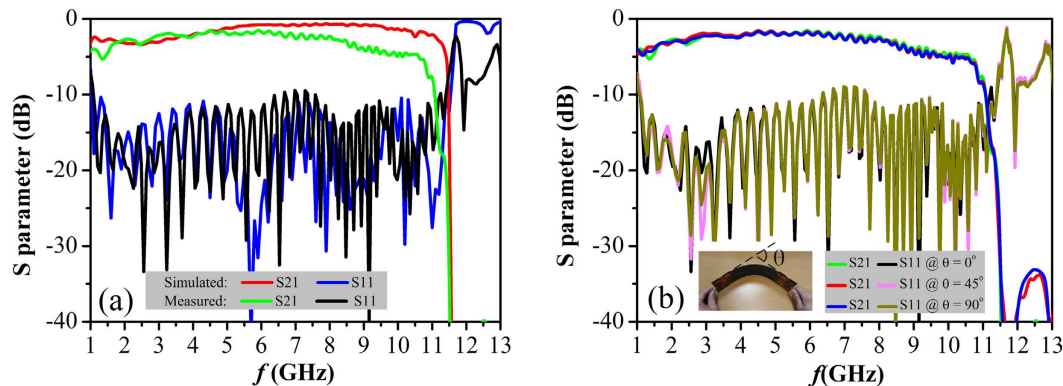 S parameter (dB)
0
-10
-20
-30
-40
Simulated: S21 S11
Measured: S21 S11
(a)
1 2 3 4 5 6 7 8 9 10 11 12 13
f (GHz)
S parameter (dB)
0
-10
-20
-30
-40
θ
S21 S11 @ θ = 0°
S21 S11 @ θ = 45°
S21 S11 @ θ = 90°
(b)
1 2 3 4 5 6 7 8 9 10 11 12 13
f(GHz)